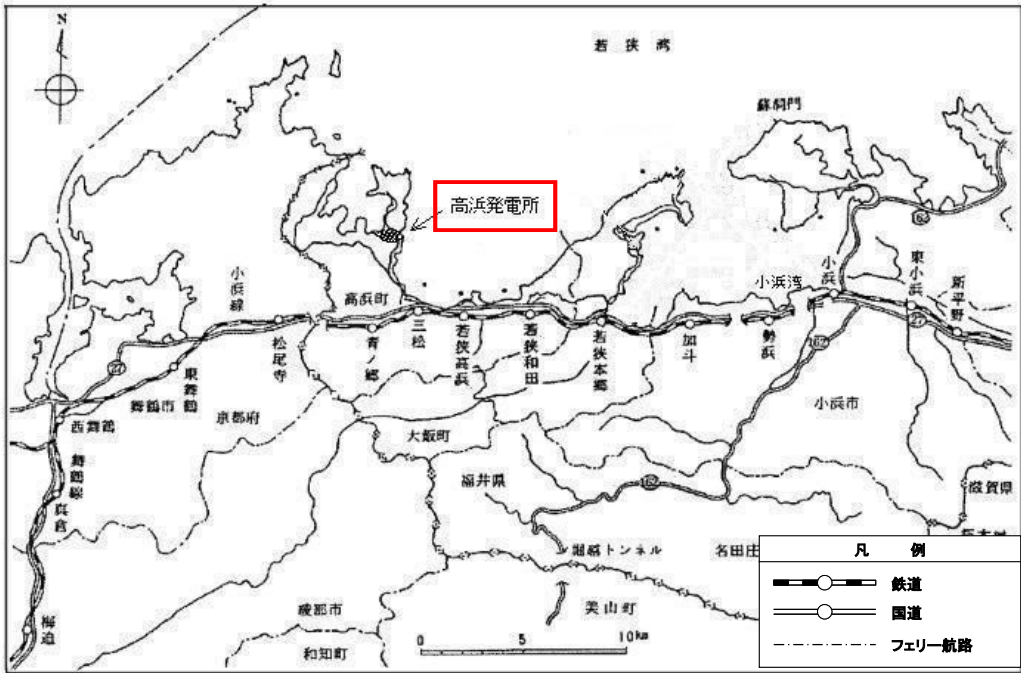 N
若狭湾
蘇洞門
高浜発電所
小浜線
高浜町
三松
青ノ郷
若狭高浜
若狭和田
若狭本郷
加斗
勢浜
小浜湾
小浜
東小浜
新平野
162
27
162
松尾寺
27
東舞鶴
舞鶴市
西舞鶴
京都府
舞鶴線
真倉
梅迫
大飯町
小浜市
福井県
162
滋賀県
堀越トンネル
名田庄
美山町
綾部市
和知町
0 5 10km
凡 例
鉄道
国道
フェリー航路